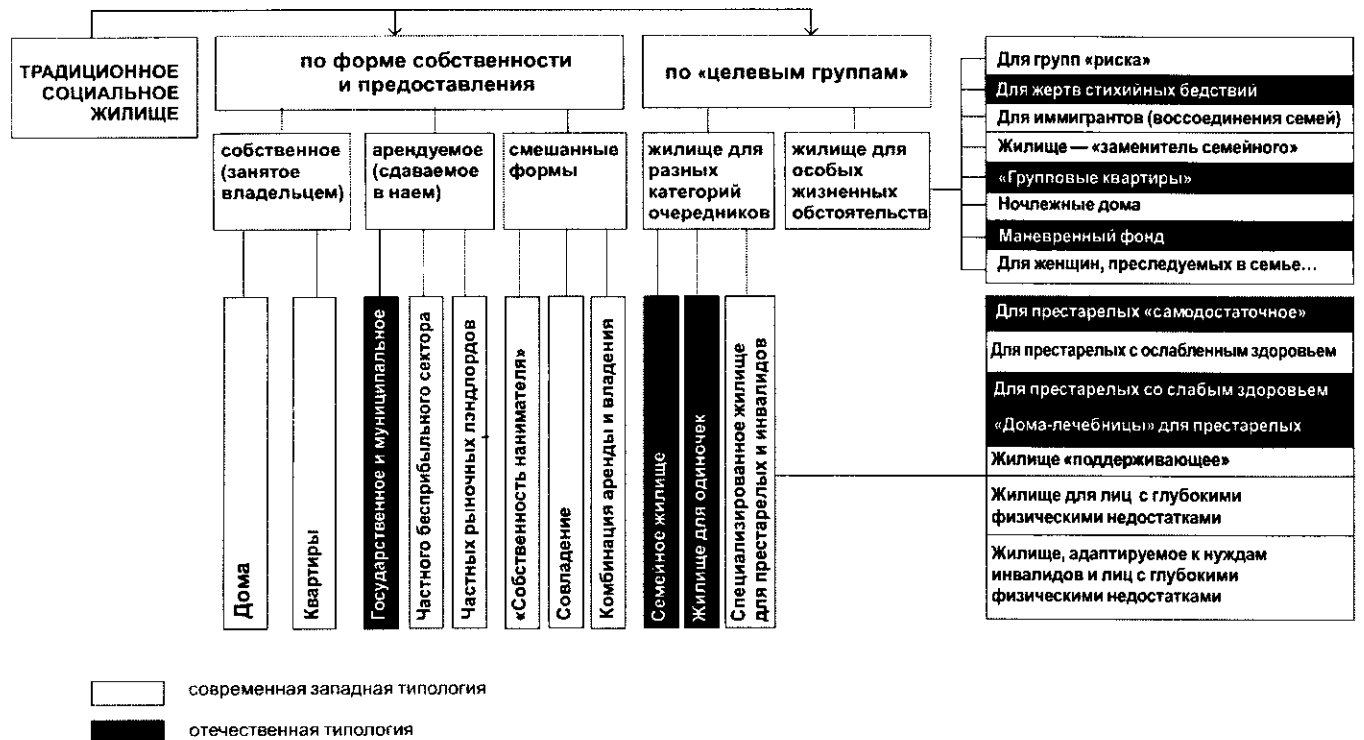 ТРАДИЦИОННОЕ
СОЦИАЛЬНОЕ
ЖИЛИЩЕ
по форме собственности
и предоставления
по «целевым группам»
собственное
(занятое
владельцем)
арендуемое
(сдаваемое
в наем)
смешанные
формы
жилище для
разных
категорий
очередников
жилище для
особых
жизненных
обстоятельств
Для групп «риска»
Для жертв стихийных бедствий
Для иммигрантов (воссоединения семей)
Жилище — «заменитель семейного»
«Групповые квартиры»
Ночлежные дома
Маневренный фонд
Для женщин, преследуемых в семье...
Дома
Квартиры
Государственное и муниципальное
Частного бесприбыльного сектора
Частных рыночных лэндлордов
«Собственность нанимателя»
Совладение
Комбинация аренды и владения
Семейное жилище
Жилище для одиночек
Специализированное жилище
для престарелых и инвалидов
Для престарелых «самодостаточное»
Для престарелых с ослабленным здоровьем
Для престарелых со слабым здоровьем
«Дома-лечебницы» для престарелых
Жилище «поддерживающее»
Жилище для лиц с глубокими
физическими недостатками
Жилище, адаптируемое к нуждам
инвалидов и лиц с глубокими
физическими недостатками
современная западная типология
отечественная типология